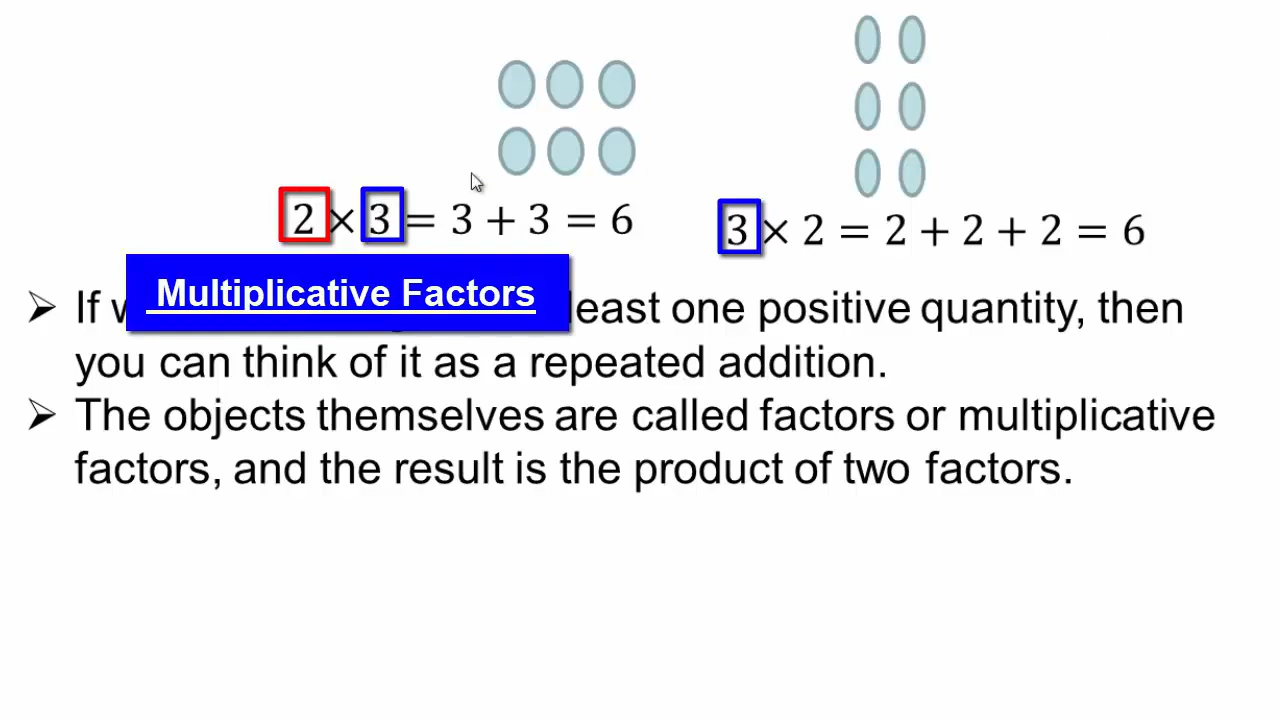 2 × 3 = 3 + 3 = 6
3 × 2 = 2 + 2 + 2 = 6
Multiplicative Factors
➢ If least one positive quantity, then
you can think of it as a repeated addition.
➢ The objects themselves are called factors or multiplicative
factors, and the result is the product of two factors.